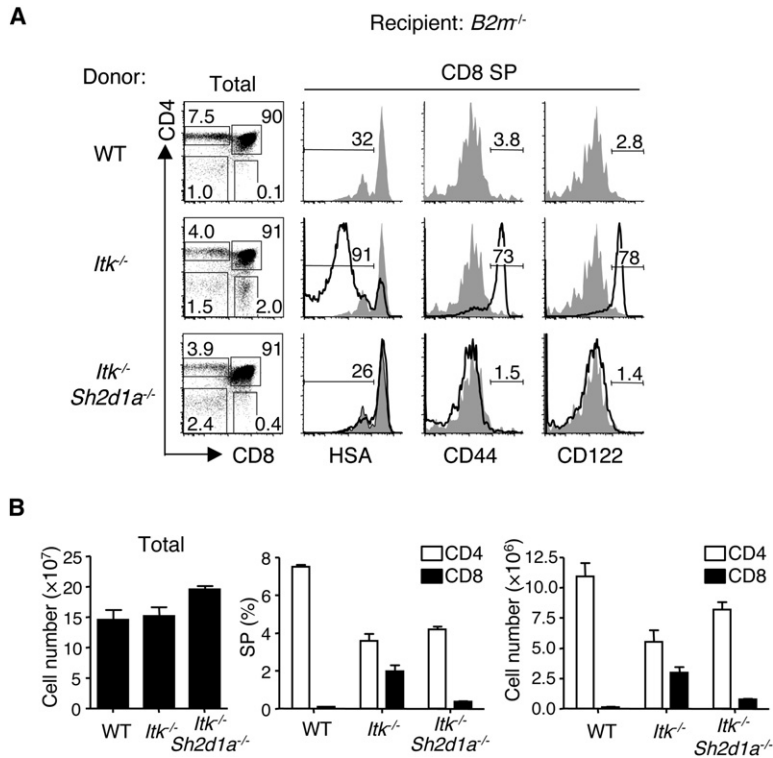 A
Recipient: B2m-/-
Donor:
Total
CD8 SP
CD4
WT
7.5 90
1.0 0.1
32
3.8
2.8
Itk-/-
4.0 91
1.5 2.0
91
73
78
Itk-/-
Sh2d1a-/-
3.9 91
2.4 0.4
26
1.5
1.4
CD8
HSA
CD44
CD122
B
Total
Cell number (×10⁷)
25
20
15
10
5
0
WT
Itk-/-
Itk-/-
Sh2d1a-/-
CD4
CD8
SP (%)
8
6
4
2
0
WT
Itk-/-
Itk-/-
Sh2d1a-/-
CD4
CD8
Cell number (×10⁶)
12.5
10.0
7.5
5.0
2.5
0.0
WT
Itk-/-
Itk-/-
Sh2d1a-/-